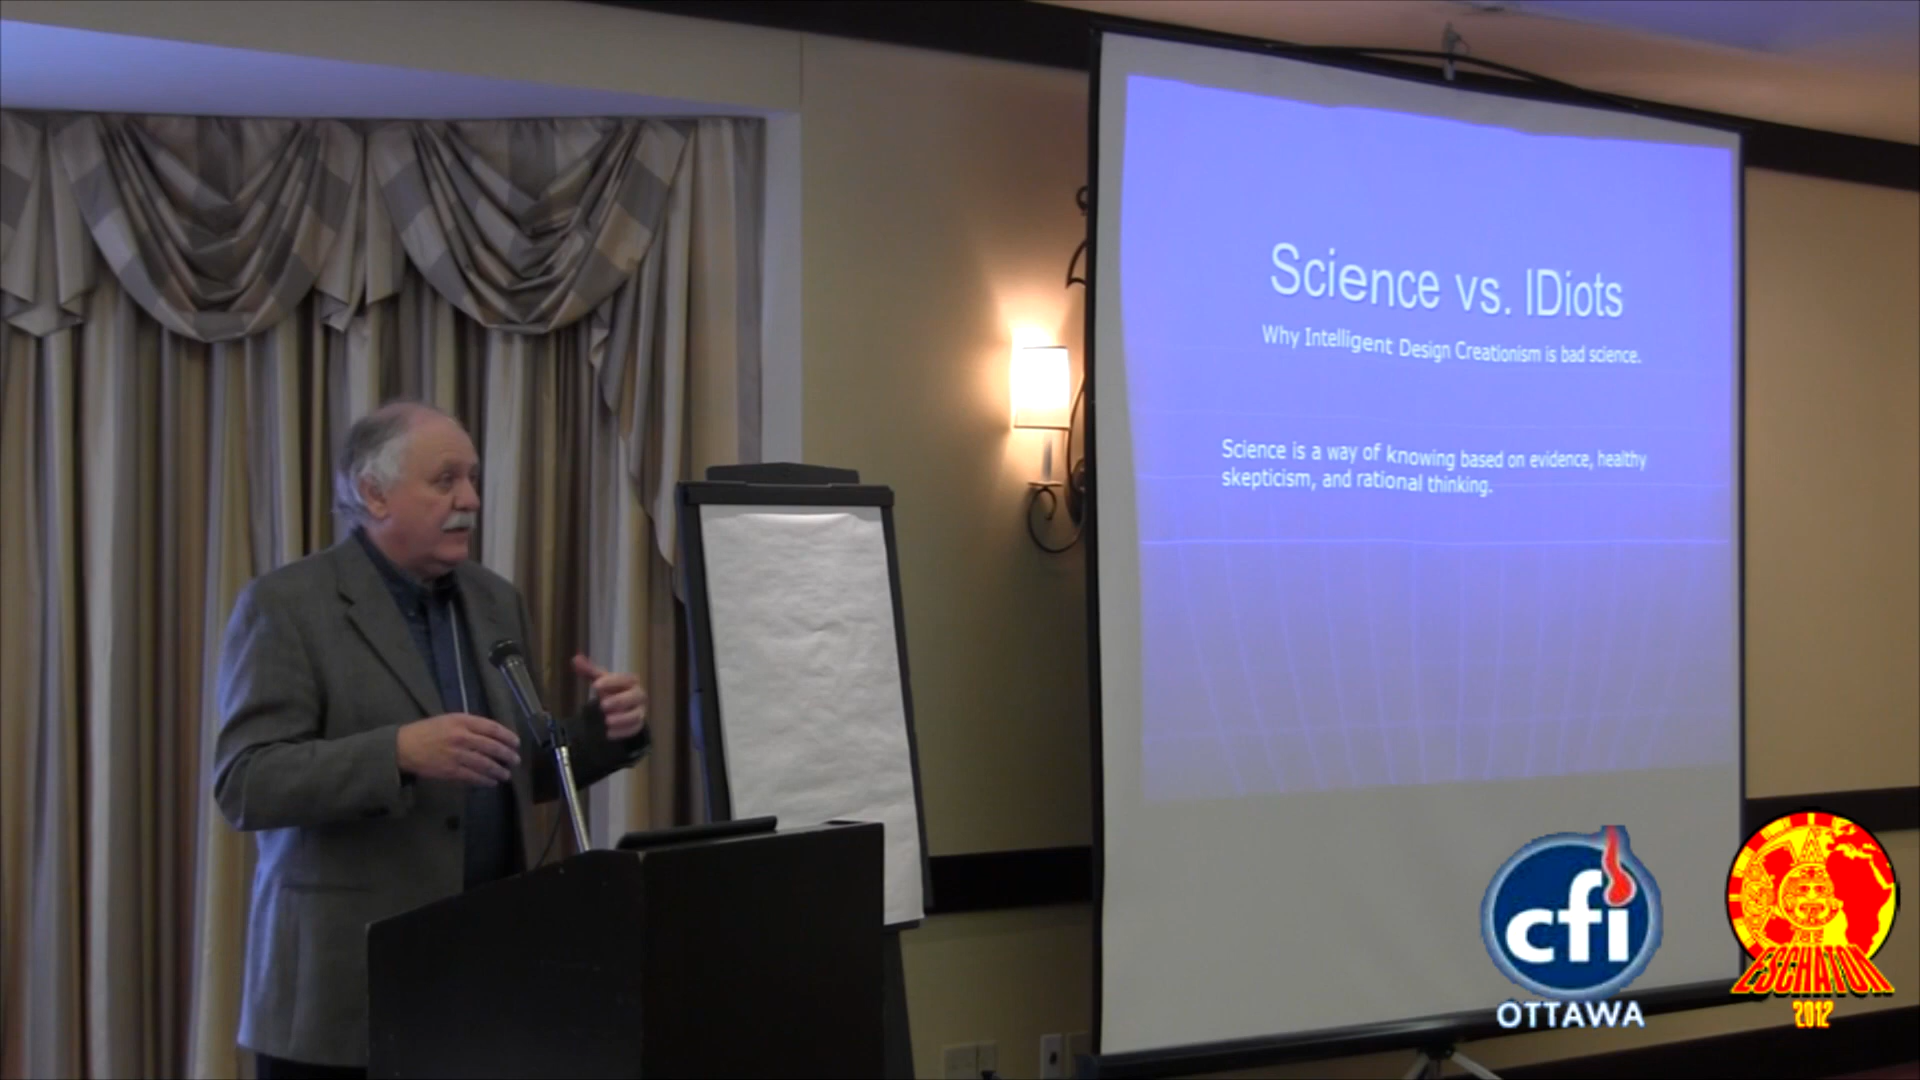 Science vs. IDiots
Why Intelligent Design Creationism is bad science.
Science is a way of knowing based on evidence, healthy
skepticism, and rational thinking.
cfi
OTTAWA
ESCHATON
2012